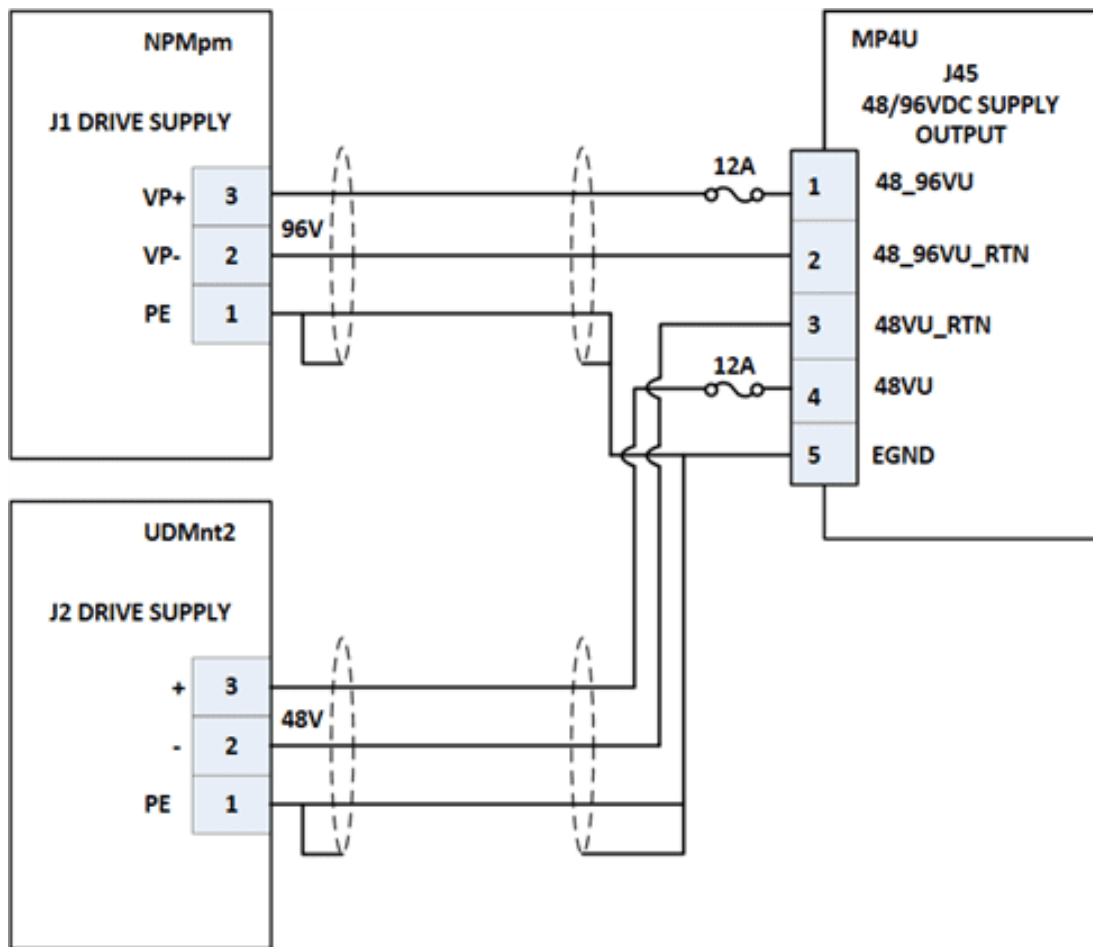 NPMpm
J1 DRIVE SUPPLY
VP+ 3
96V
VP- 2
PE 1
12A
MP4U
J45
48/96VDC SUPPLY
OUTPUT
1 48_96VU
2 48_96VU_RTN
3 48VU_RTN
12A
4 48VU
5 EGND
UDMnt2
J2 DRIVE SUPPLY
+ 3
48V
- 2
PE 1